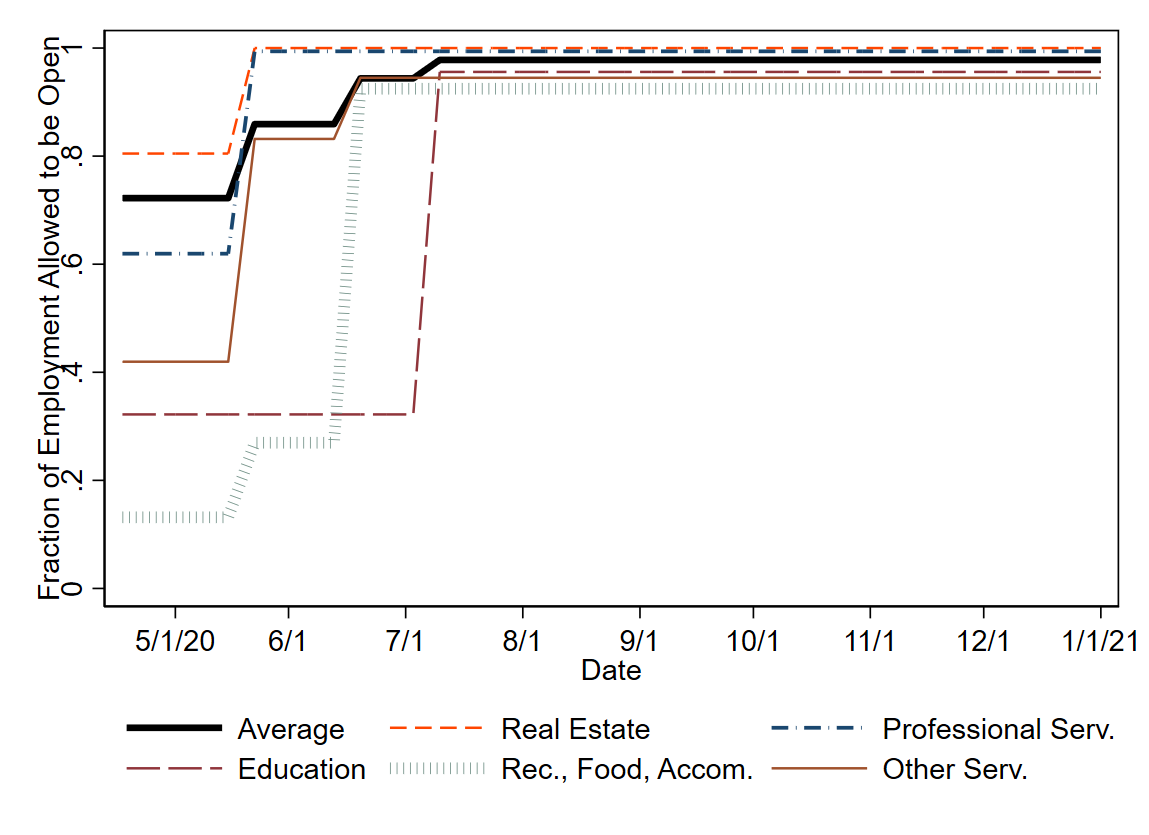 Fraction of Employment Allowed to be Open
1
.8
.6
.4
.2
0
5/1/20 6/1 7/1 8/1 9/1 10/1 11/1 12/1 1/1/21
Date
Average Real Estate Professional Serv.
Education Rec., Food, Accom. Other Serv.